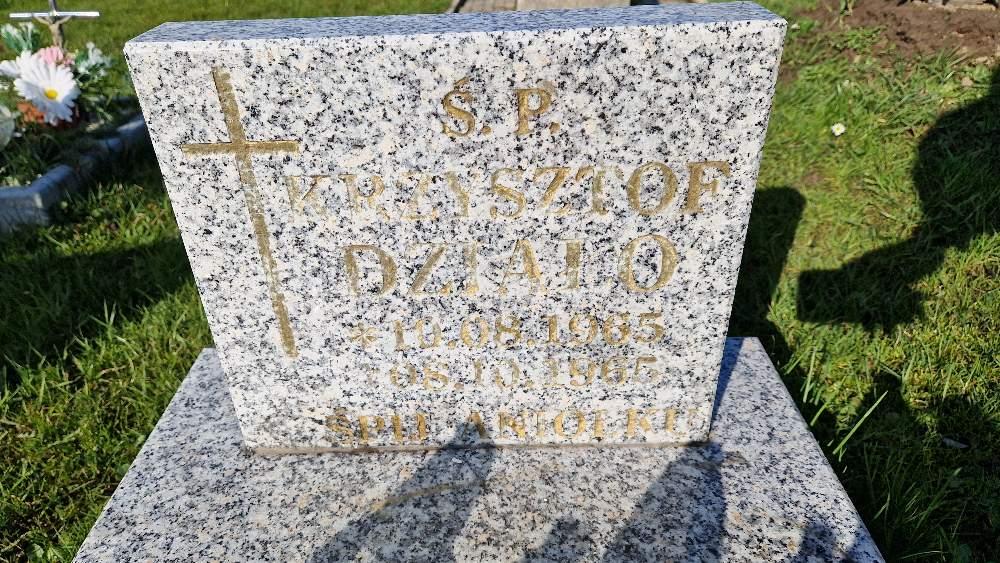 Ś. P.
KRZYSZTOF
DZIAŁO
* 10.08.1965
† 08.10.1965
ŚPIJ ANIOŁKU